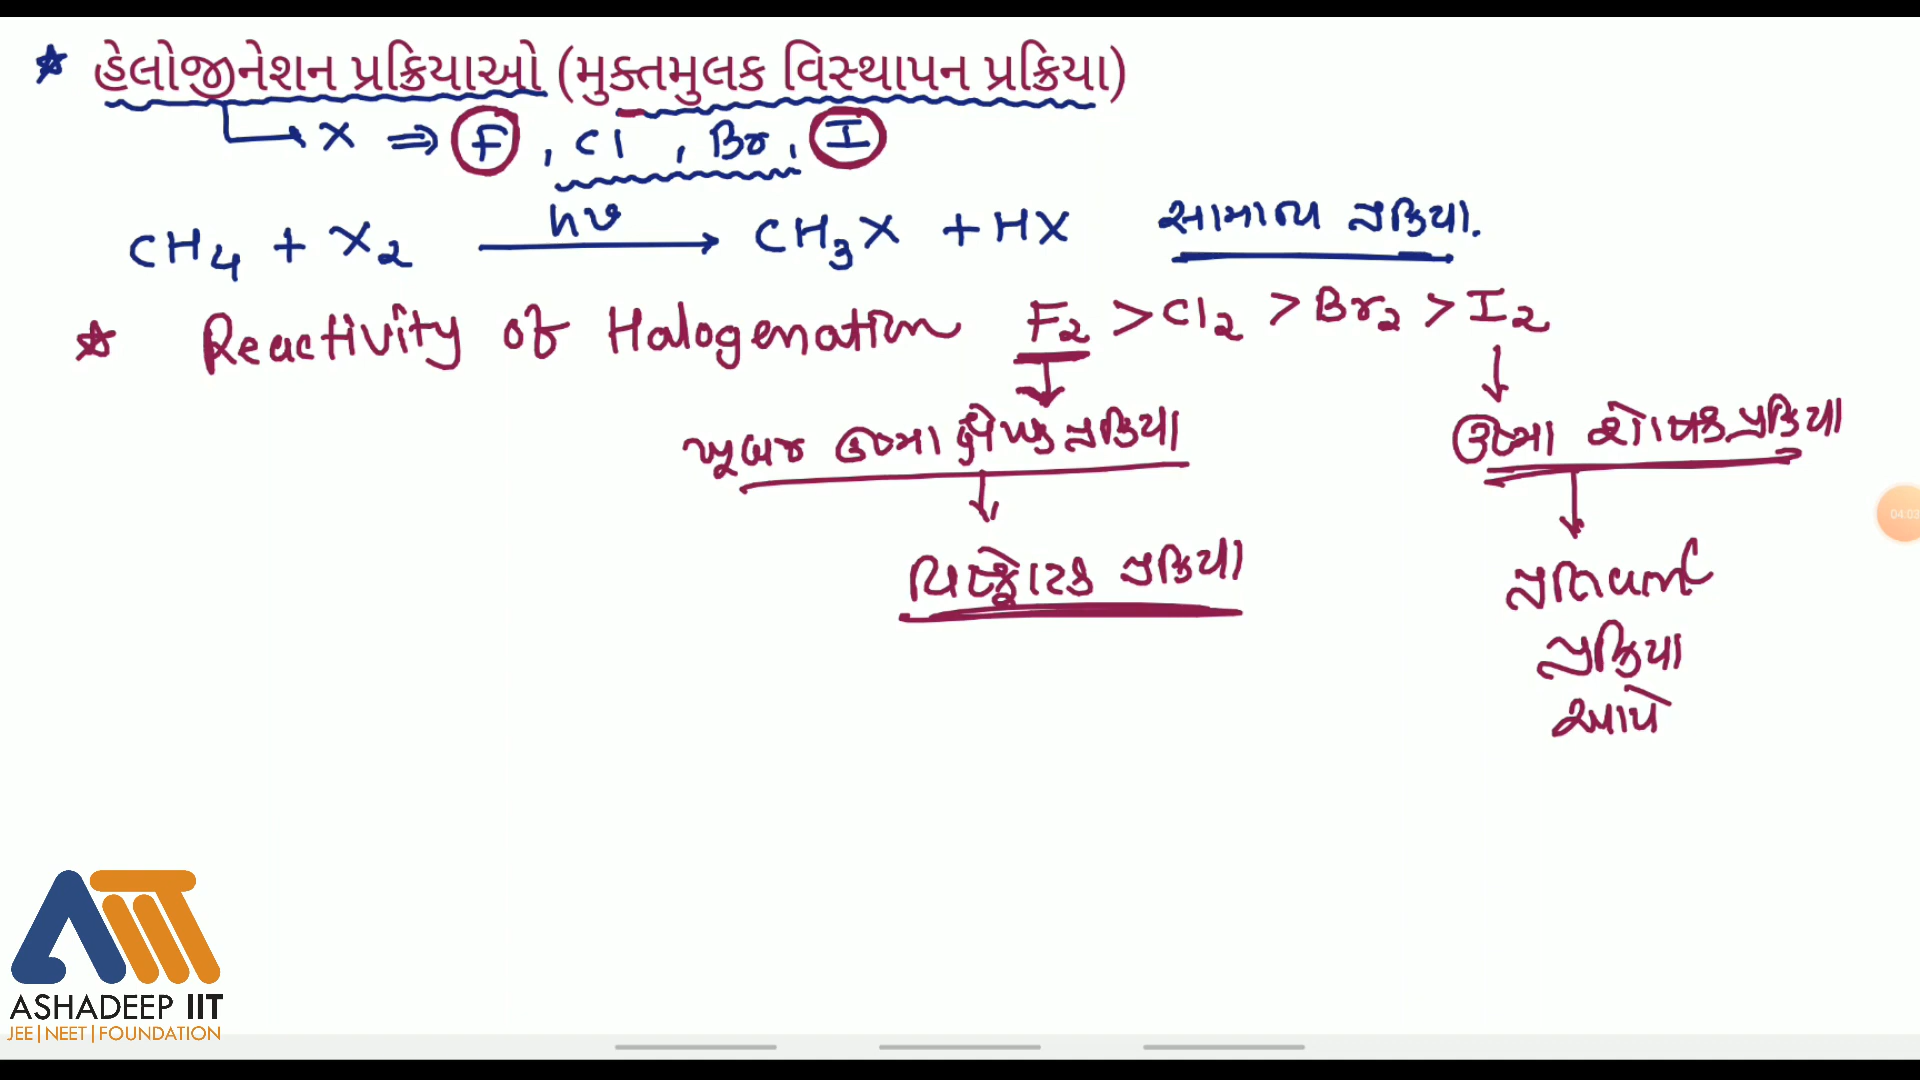 હેલોજીનેશન પ્રક્રિયાઓ (મુક્તમુલક વિસ્થાપન પ્રક્રિયા)
X ⇒ F , Cl , Br, I
CH4 + X2 hν → CH3X + HX સામાન્ય પ્રક્રિયા.
Reactivity of Halogenation F2 > Cl2 > Br2 > I2
ખૂબજ ઉષ્માક્ષેપક પ્રક્રિયા ઉષ્મા શોષક પ્રક્રિયા
વિસ્ફોટક પ્રક્રિયા
પ્રતિવર્તી
પ્રક્રિયા
આપે
04:03
ASHADEEP IIT
JEE|NEET|FOUNDATION